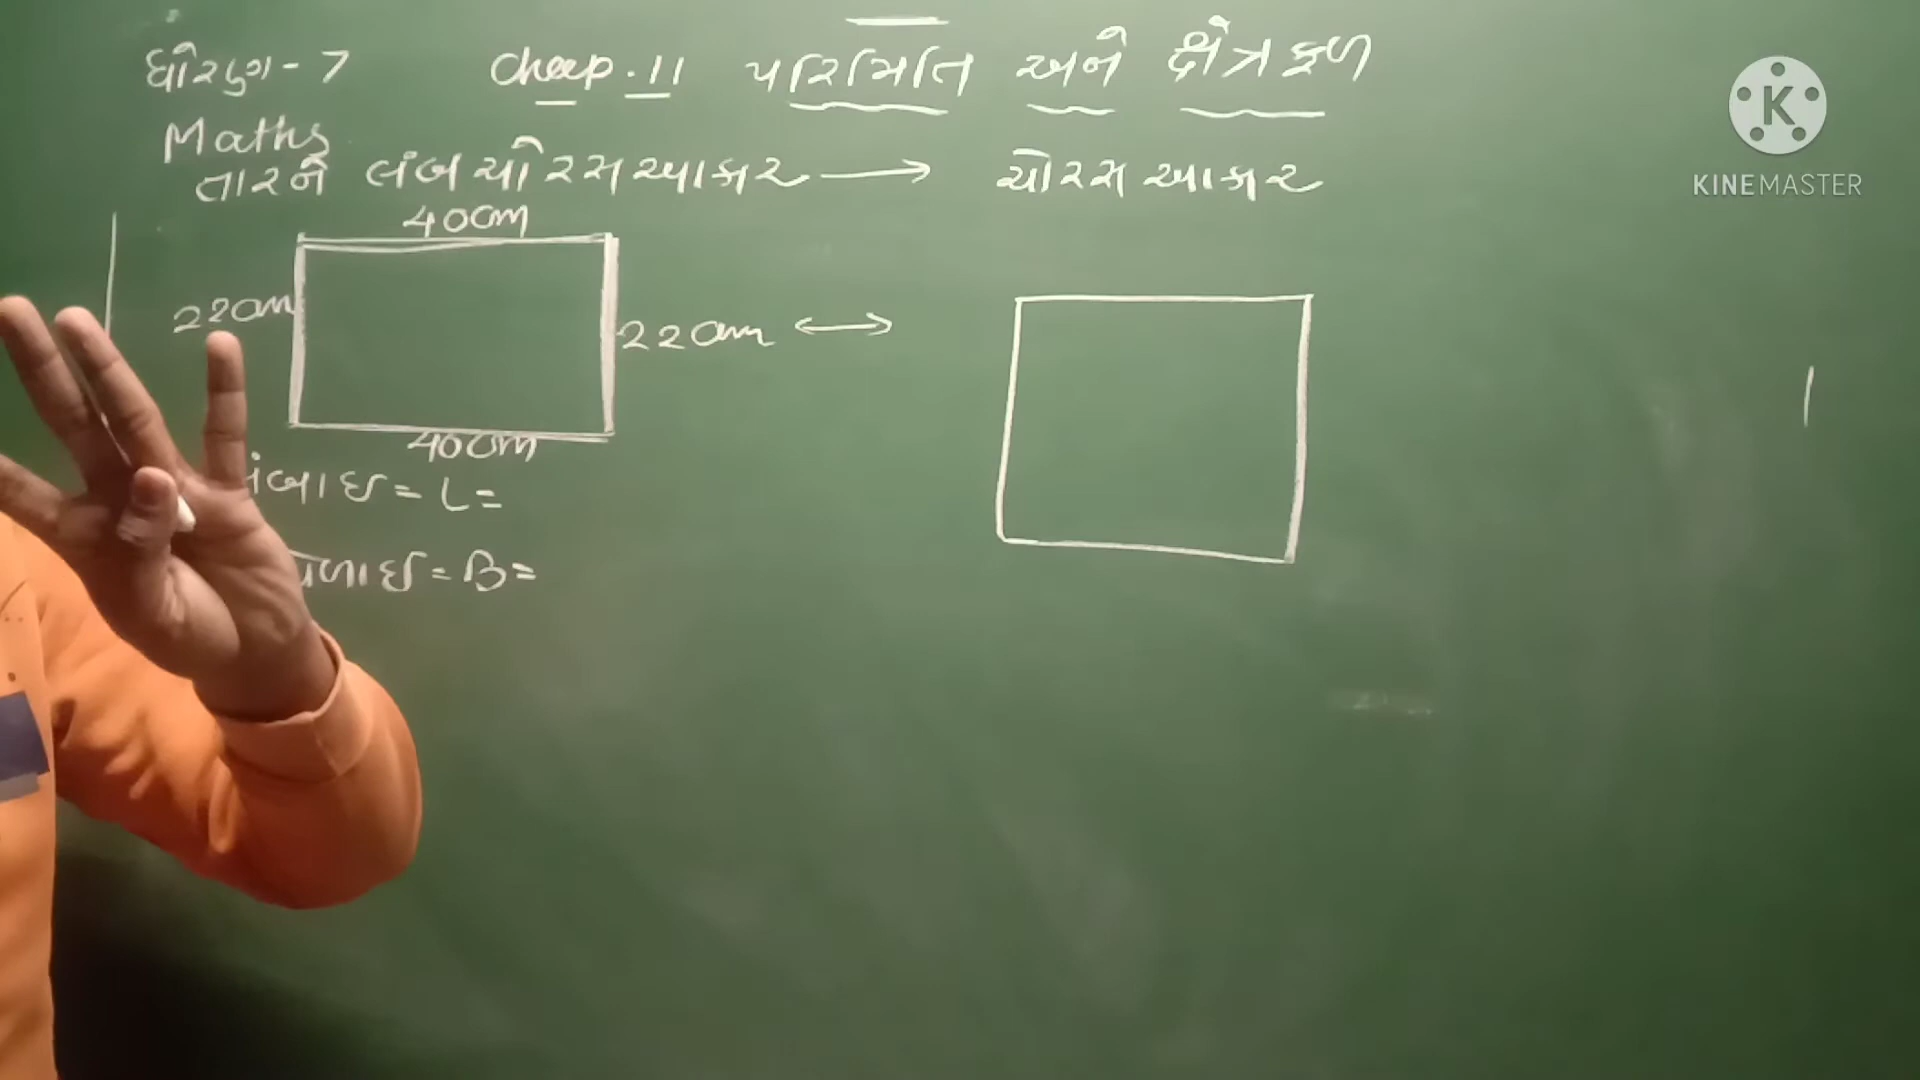 ધોરણ - 7 Chap. 11 પરિમિતિ અને ક્ષેત્રફળ
Maths
તારને લંબચોરસ આકાર → ચોરસ આકાર
40cm
22cm
22cm ↔
40cm
ંબાઈ = L =
ળાઈ = B =
KINEMASTER